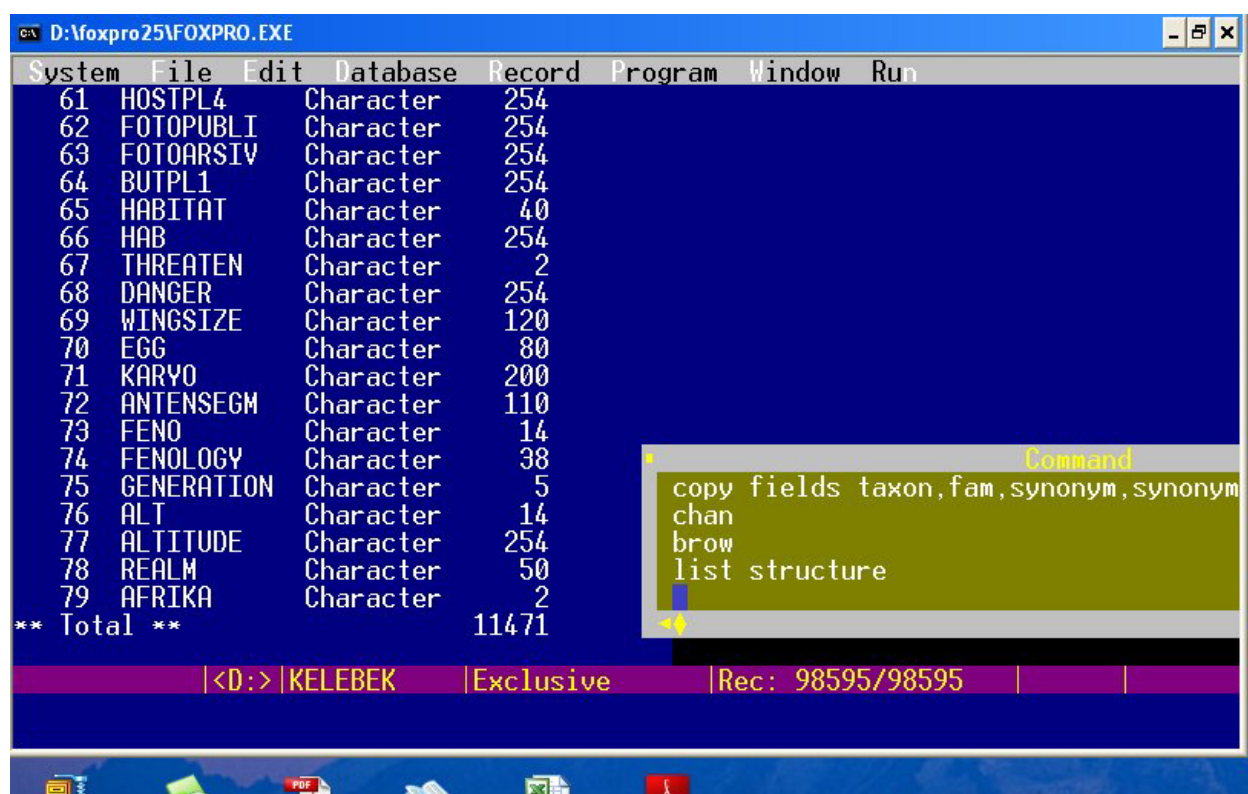 D:\foxpro25\FOXPRO.EXE
System File Edit Database Record Program Window Run
61 HOSTPL4 Character 254
62 FOTOPUBLI Character 254
63 FOTOARSIV Character 254
64 BUTPL1 Character 254
65 HABITAT Character 40
66 HAB Character 254
67 THREATEN Character 2
68 DANGER Character 254
69 WINGSIZE Character 120
70 EGG Character 80
71 KARYO Character 200
72 ANTENSEGM Character 110
73 FENO Character 14
74 FENOLOGY Character 38
75 GENERATION Character 5
76 ALT Character 14
77 ALTITUDE Character 254
78 REALM Character 50
79 AFRIKA Character 2
** Total ** 11471
Command
copy fields taxon,fam,synonym,synonym
chan
brow
list structure
|<D:>|KELEBEK |Exclusive |Rec: 98595/98595 | |
PDF